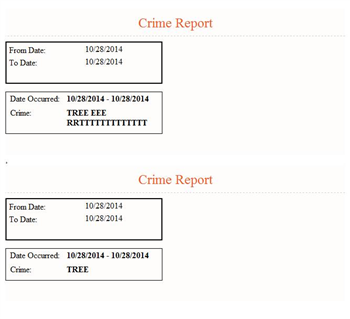 Crime Report
From Date: 10/28/2014
To Date: 10/28/2014
Date Occurred: 10/28/2014 - 10/28/2014
Crime: TREE EEE
RRTTTTTTTTTTTTT
.
Crime Report
From Date: 10/28/2014
To Date: 10/28/2014
Date Occurred: 10/28/2014 - 10/28/2014
Crime: TREE